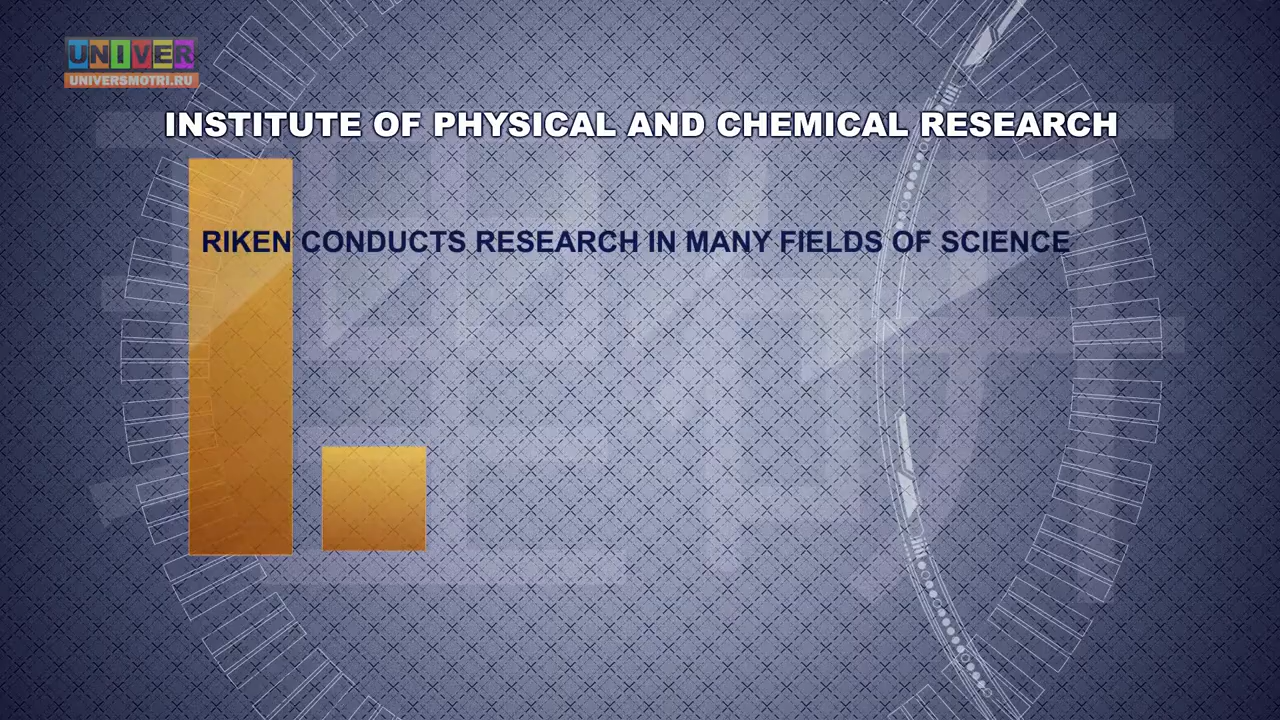 UNIVER
UNIVERSMOTRI.RU
INSTITUTE OF PHYSICAL AND CHEMICAL RESEARCH
RIKEN CONDUCTS RESEARCH IN MANY FIELDS OF SCIENCE